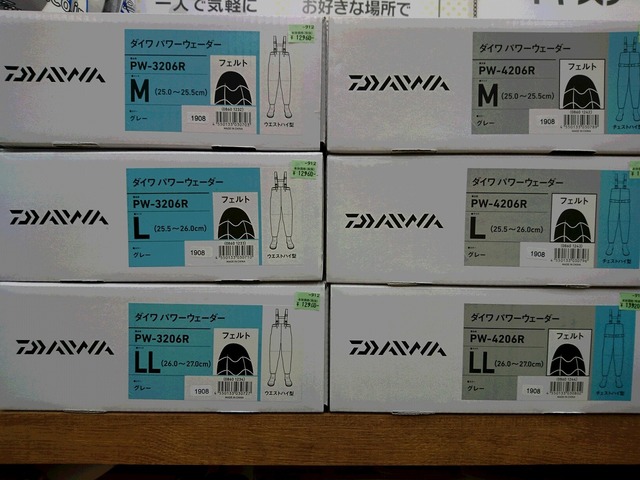 一人で気軽に
お好きな場所で
DAIWA
ダイワ パワーウェーダー
PW-3206R
M (25.0～25.5cm)
グレー
フェルト
1908
ウエストハイ型
¥12960
DAIWA
ダイワ パワーウェーダー
PW-4206R
M (25.0～25.5cm)
グレー
フェルト
1908
チェストハイ型
DAIWA
ダイワ パワーウェーダー
PW-3206R
L (25.5～26.0cm)
グレー
フェルト
1908
ウエストハイ型
¥12960
DAIWA
ダイワ パワーウェーダー
PW-4206R
L (25.5～26.0cm)
グレー
フェルト
1908
チェストハイ型
DAIWA
ダイワ パワーウェーダー
PW-3206R
LL (26.0～27.0cm)
グレー
フェルト
1908
ウエストハイ型
¥12960
DAIWA
ダイワ パワーウェーダー
PW-4206R
LL (26.0～27.0cm)
グレー
フェルト
1908
チェストハイ型